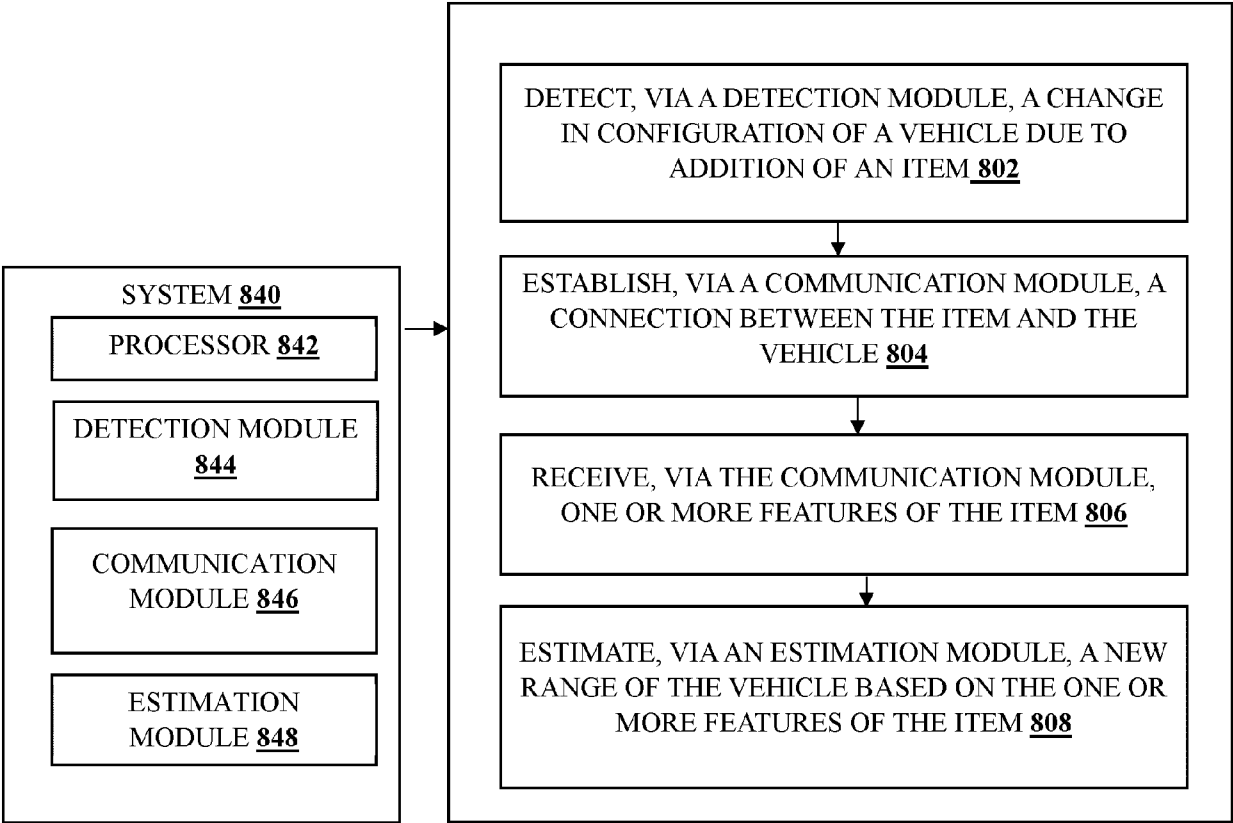 SYSTEM 840
PROCESSOR 842
DETECTION MODULE
844
COMMUNICATION
MODULE 846
ESTIMATION
MODULE 848
DETECT, VIA A DETECTION MODULE, A CHANGE
IN CONFIGURATION OF A VEHICLE DUE TO
ADDITION OF AN ITEM 802
ESTABLISH, VIA A COMMUNICATION MODULE, A
CONNECTION BETWEEN THE ITEM AND THE
VEHICLE 804
RECEIVE, VIA THE COMMUNICATION MODULE,
ONE OR MORE FEATURES OF THE ITEM 806
ESTIMATE, VIA AN ESTIMATION MODULE, A NEW
RANGE OF THE VEHICLE BASED ON THE ONE OR
MORE FEATURES OF THE ITEM 808